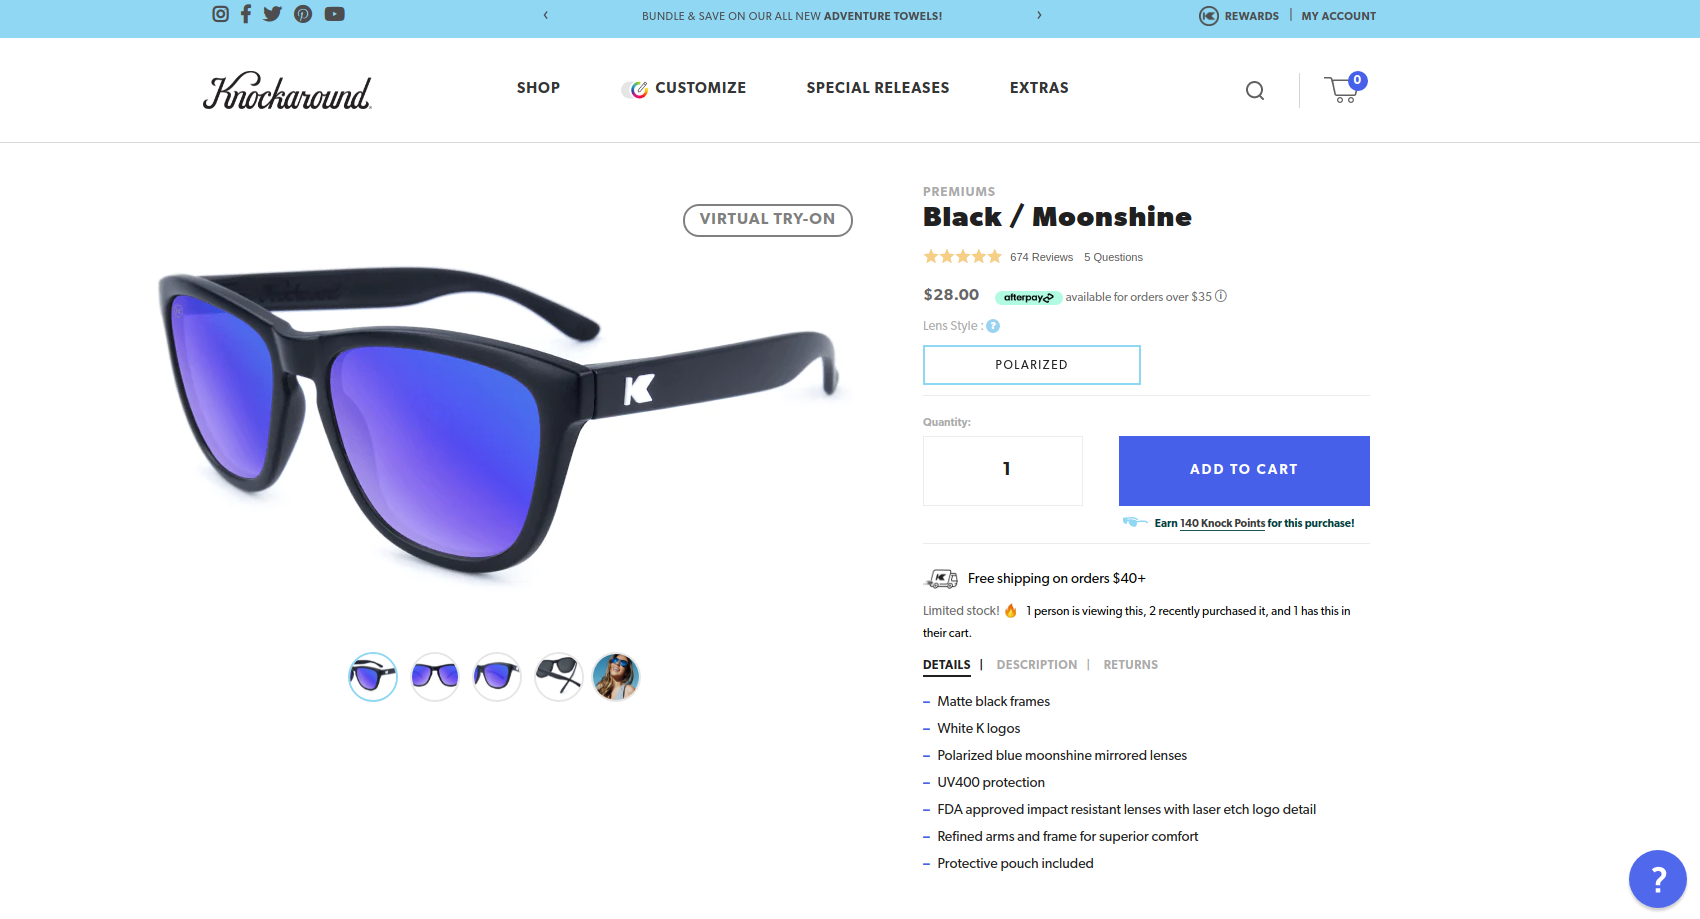 BUNDLE & SAVE ON OUR ALL NEW ADVENTURE TOWELS!
REWARDS | MY ACCOUNT
Knockaround.
SHOP
CUSTOMIZE
SPECIAL RELEASES
EXTRAS
0
VIRTUAL TRY-ON
K
PREMIUMS
Black / Moonshine
674 Reviews 5 Questions
$28.00 afterpay available for orders over $35
Lens Style : ?
POLARIZED
Quantity:
1
ADD TO CART
Earn 140 Knock Points for this purchase!
Free shipping on orders $40+
Limited stock! 🔥 1 person is viewing this, 2 recently purchased it, and 1 has this in
their cart.
DETAILS | DESCRIPTION | RETURNS
– Matte black frames
– White K logos
– Polarized blue moonshine mirrored lenses
– UV400 protection
– FDA approved impact resistant lenses with laser etch logo detail
– Refined arms and frame for superior comfort
– Protective pouch included
?